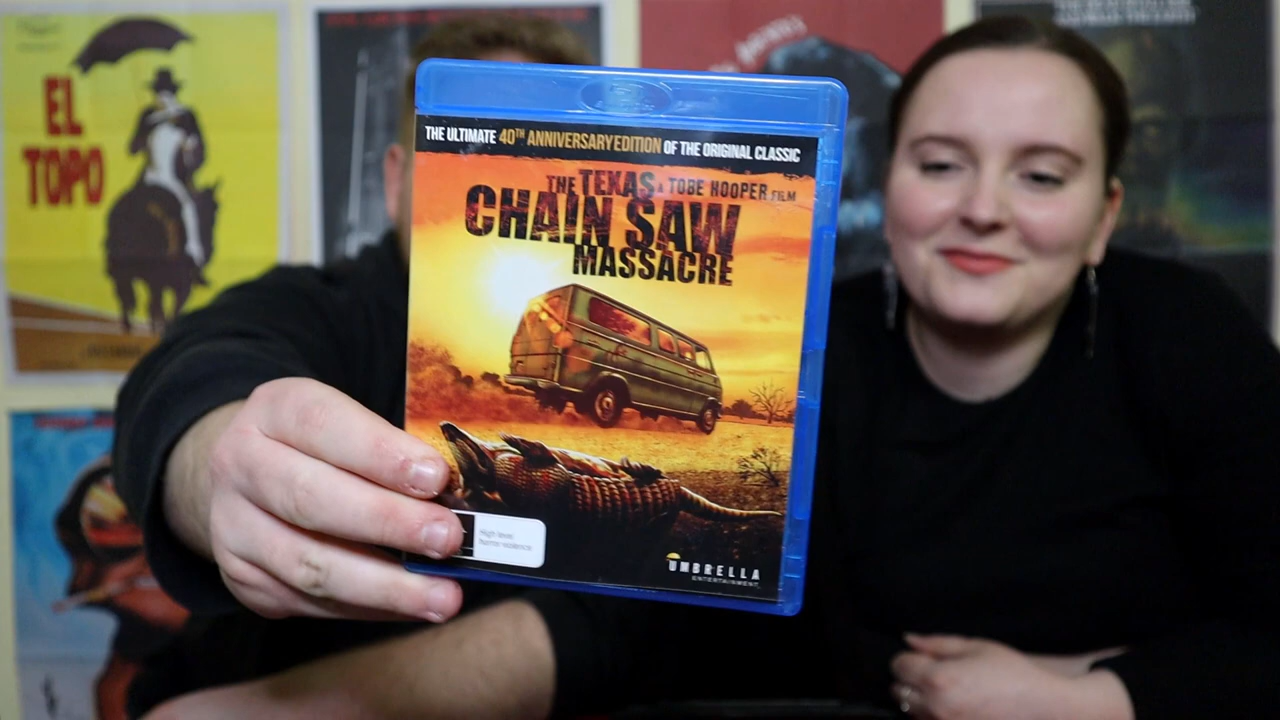 EL
TOPO
THE ULTIMATE 40TH ANNIVERSARY EDITION OF THE ORIGINAL CLASSIC
THE TEXAS A TOBE HOOPER FILM
CHAIN SAW
MASSACRE
High level
horror violence
UMBRELLA
ENTERTAINMENT